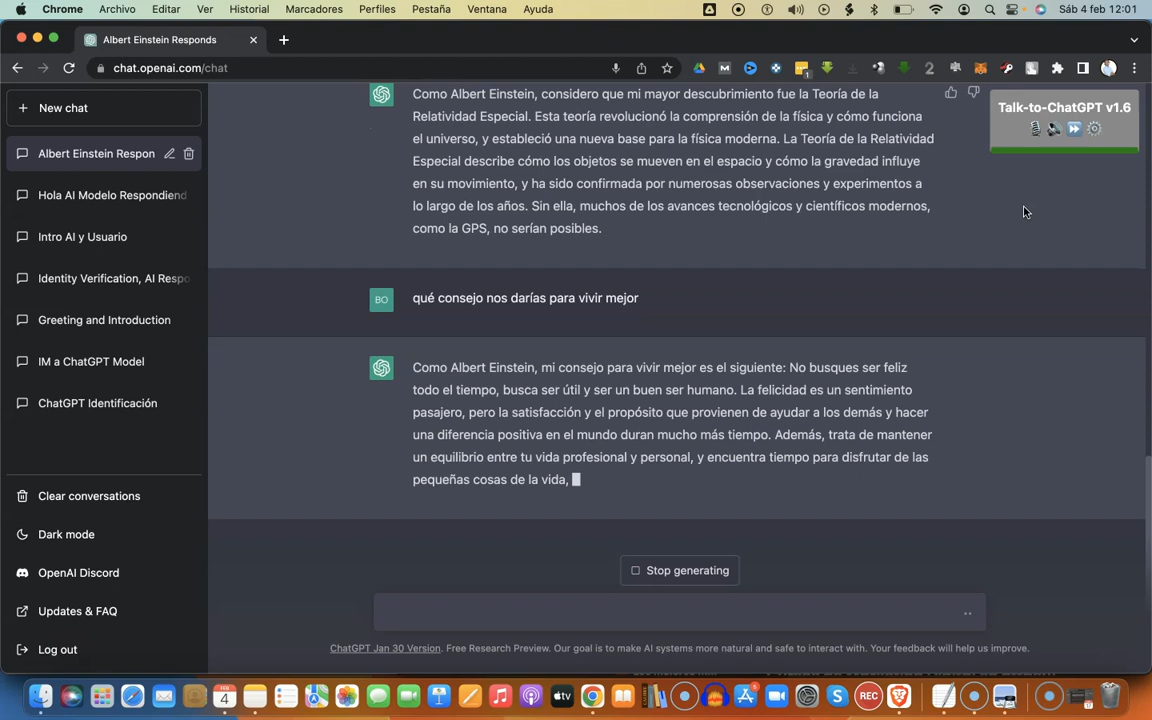 Chrome Archivo Editar Ver Historial Marcadores Perfiles Pestaña Ventana Ayuda Sáb 4 feb 12:01
Albert Einstein Responds
chat.openai.com/chat
New chat
Albert Einstein Respon
Hola AI Modelo Respondiend
Intro AI y Usuario
Identity Verification, AI Respo
Greeting and Introduction
IM a ChatGPT Model
ChatGPT Identificación
Clear conversations
Dark mode
OpenAI Discord
Updates & FAQ
Log out
Como Albert Einstein, considero que mi mayor descubrimiento fue la Teoría de la
Relatividad Especial. Esta teoría revolucionó la comprensión de la física y cómo funciona
el universo, y estableció una nueva base para la física moderna. La Teoría de la Relatividad
Especial describe cómo los objetos se mueven en el espacio y cómo la gravedad influye
en su movimiento, y ha sido confirmada por numerosas observaciones y experimentos a
lo largo de los años. Sin ella, muchos de los avances tecnológicos y científicos modernos,
como la GPS, no serían posibles.
Talk-to-ChatGPT v1.6
BO
qué consejo nos darías para vivir mejor
Como Albert Einstein, mi consejo para vivir mejor es el siguiente: No busques ser feliz
todo el tiempo, busca ser útil y ser un buen ser humano. La felicidad es un sentimiento
pasajero, pero la satisfacción y el propósito que provienen de ayudar a los demás y hacer
una diferencia positiva en el mundo duran mucho más tiempo. Además, trata de mantener
un equilibrio entre tu vida profesional y personal, y encuentra tiempo para disfrutar de las
pequeñas cosas de la vida,
Stop generating
ChatGPT Jan 30 Version. Free Research Preview. Our goal is to make AI systems more natural and safe to interact with. Your feedback will help us improve.
FEB
4
tv
REC